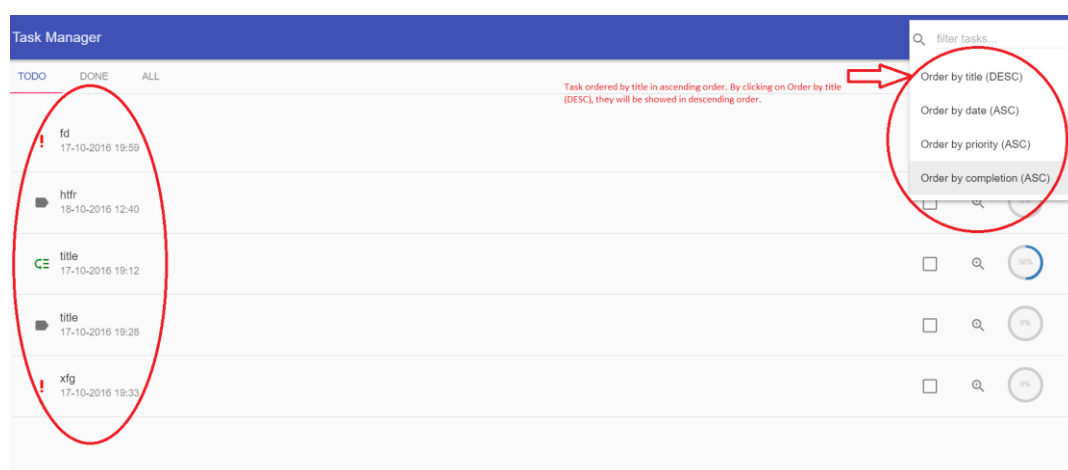 Task Manager
filter tasks...
TODO DONE ALL
Order by title (DESC)
Task ordered by title in ascending order. By clicking on Order by title
(DESC), they will be showed in descending order.
Order by date (ASC)
Order by priority (ASC)
Order by completion (ASC)
fd
17-10-2016 19:59
htfr
18-10-2016 12:40
title
17-10-2016 19:12
50%
title
17-10-2016 19:28
0%
xfg
17-10-2016 19:33
0%